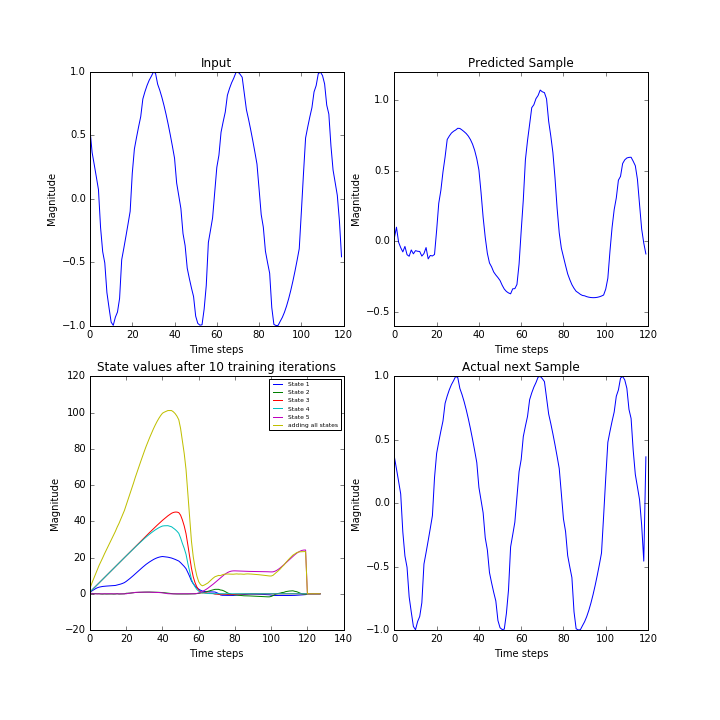 Input
Magnitude
1.0
0.5
0.0
−0.5
−1.0
0 20 40 60 80 100 120
Time steps
Predicted Sample
Magnitude
1.0
0.5
0.0
−0.5
0 20 40 60 80 100 120
Time steps
State values after 10 training iterations
Magnitude
120
100
80
60
40
20
0
−20
State 1
State 2
State 3
State 4
State 5
adding all states
0 20 40 60 80 100 120 140
Time steps
Actual next Sample
Magnitude
1.0
0.5
0.0
−0.5
−1.0
0 20 40 60 80 100 120
Time steps